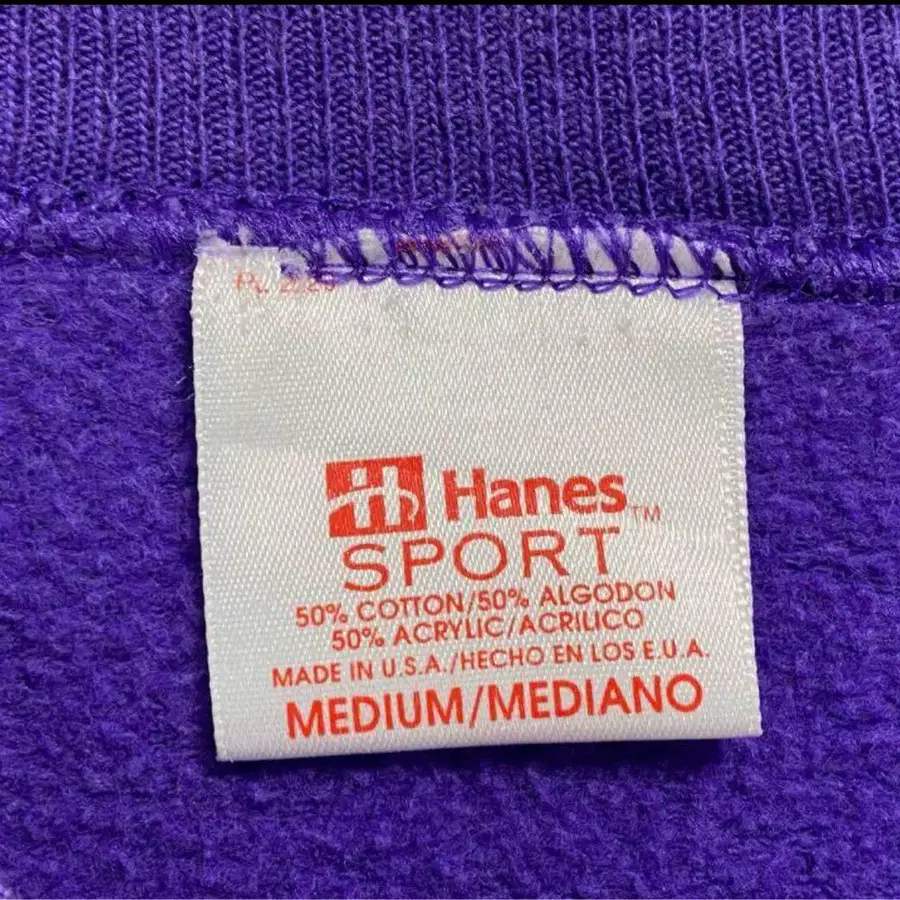 Hanes™
SPORT
50% COTTON/50% ALGODON
50% ACRYLIC/ACRILICO
MADE IN U.S.A./HECHO EN LOS E.U.A.
MEDIUM/MEDIANO